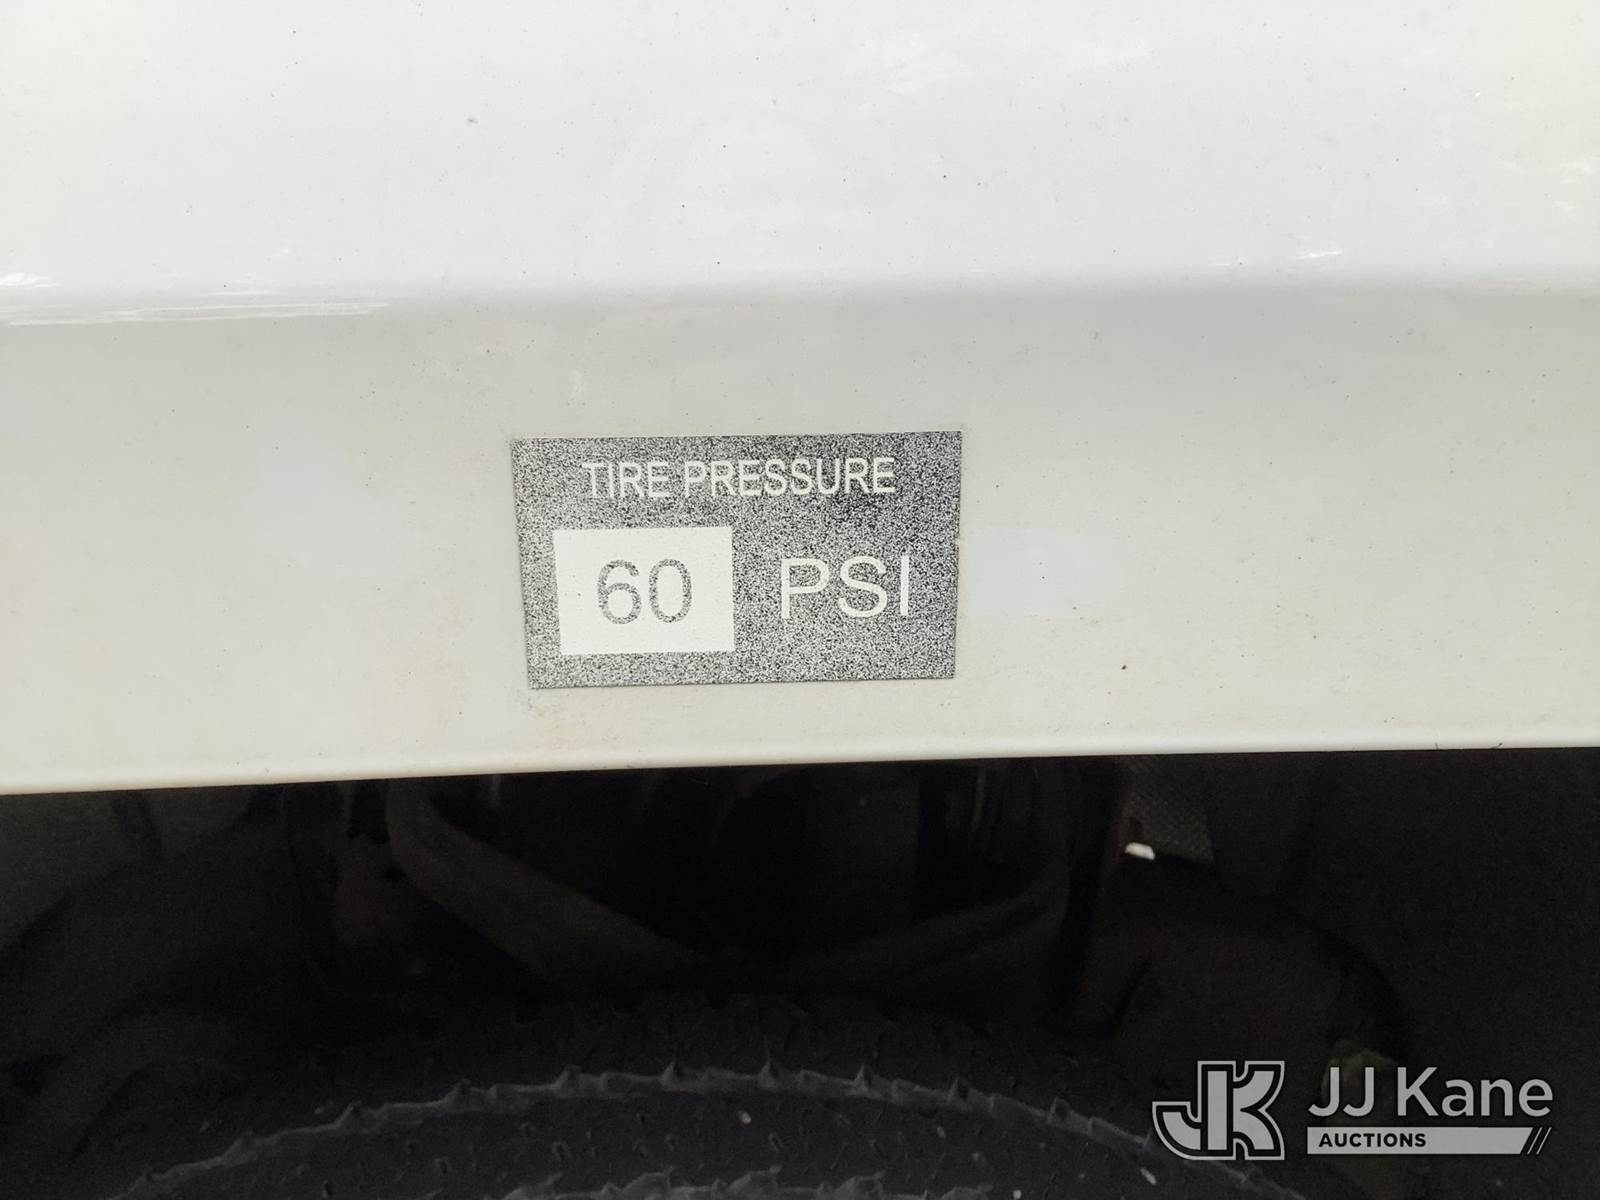 TIRE PRESSURE
60 PSI
JK JJ Kane
AUCTIONS